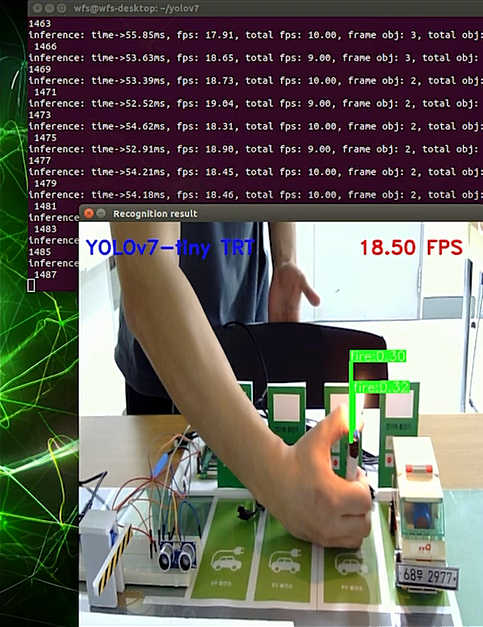 wfs@wfs-desktop: ~/yolov7
1463
inference: time->55.85ms, fps: 17.91, total fps: 10.00, frame obj: 3, total obj:
1466
inference: time->53.63ms, fps: 18.65, total fps: 9.00, frame obj: 3, total obj:
1469
inference: time->53.39ms, fps: 18.73, total fps: 10.00, frame obj: 2, total obj:
1471
inference: time->52.52ms, fps: 19.04, total fps: 9.00, frame obj: 2, total obj:
1473
inference: time->54.62ms, fps: 18.31, total fps: 10.00, frame obj: 2, total obj:
1475
inference: time->52.91ms, fps: 18.90, total fps: 9.00, frame obj: 2, total obj:
1477
inference: time->54.21ms, fps: 18.45, total fps: 10.00, frame obj: 2, total obj:
1479
inference: time->54.18ms, fps: 18.46, total fps: 10.00, frame obj: 2, total obj:
1481
inference
1483
inference
1485
inference
1487
Recognition result
YOLOv7-tiny TRT
18.50 FPS
fire:0.30
fire:0.32
68무 2977